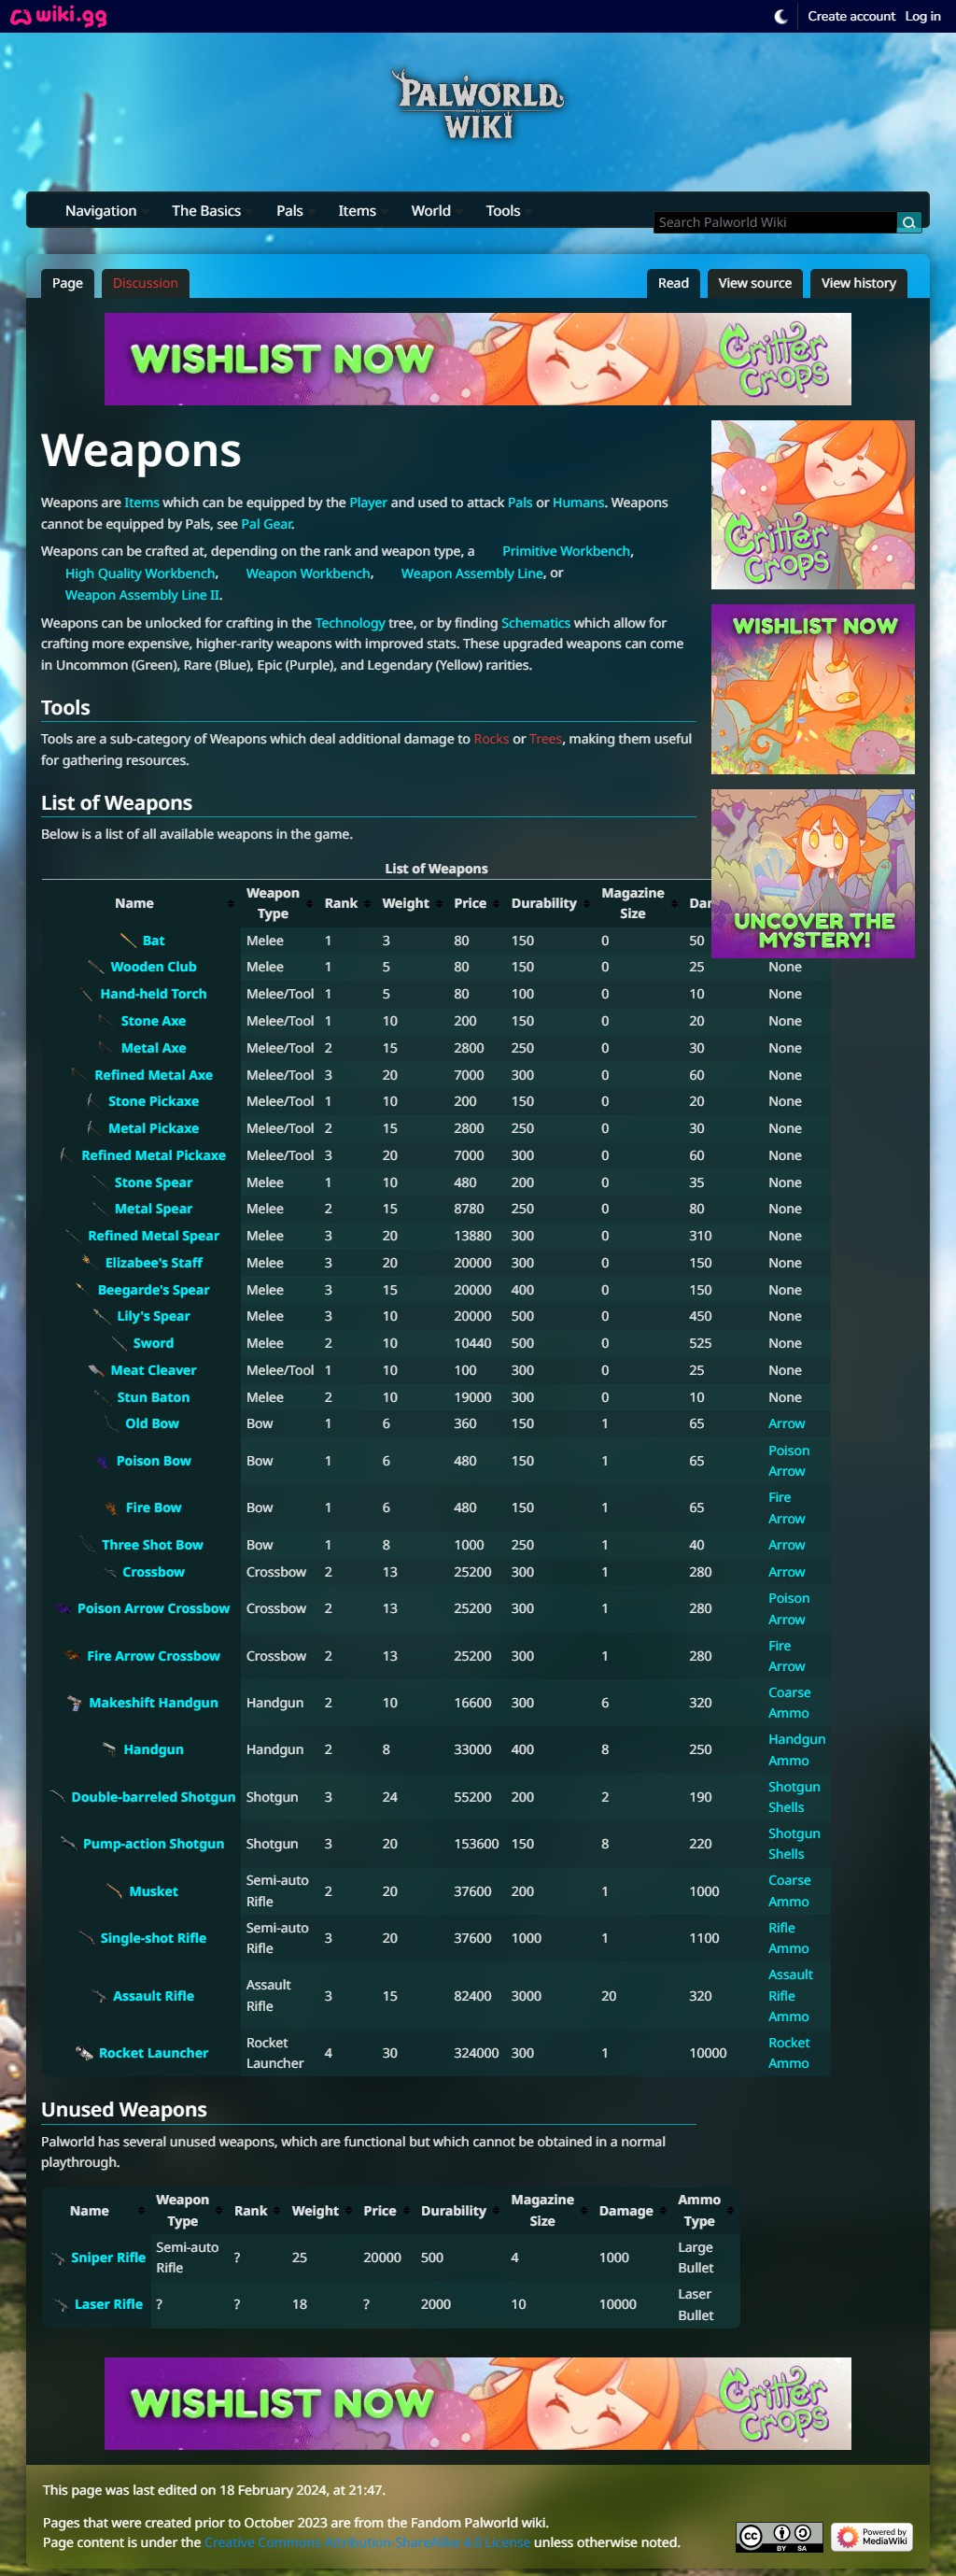 wiki.gg
Create account Log in
PALWORLD
WIKI
Navigation The Basics Pals Items World Tools
Search Palworld Wiki
Page Discussion Read View source View history
WISHLIST NOW Critter Crops
Weapons
Weapons are Items which can be equipped by the Player and used to attack Pals or Humans. Weapons
cannot be equipped by Pals, see Pal Gear.
Weapons can be crafted at, depending on the rank and weapon type, a Primitive Workbench,
High Quality Workbench, Weapon Workbench, Weapon Assembly Line, or
Weapon Assembly Line II.
Critter Crops
Weapons can be unlocked for crafting in the Technology tree, or by finding Schematics which allow for
crafting more expensive, higher-rarity weapons with improved stats. These upgraded weapons can come
in Uncommon (Green), Rare (Blue), Epic (Purple), and Legendary (Yellow) rarities.
WISHLIST NOW
Tools
Tools are a sub-category of Weapons which deal additional damage to Rocks or Trees, making them useful
for gathering resources.
List of Weapons
Below is a list of all available weapons in the game.
UNCOVER THE
MYSTERY!
List of Weapons
Name Weapon Type Rank Weight Price Durability Magazine Size Dar
Bat Melee 1 3 80 150 0 50
Wooden Club Melee 1 5 80 150 0 25 None
Hand-held Torch Melee/Tool 1 5 80 100 0 10 None
Stone Axe Melee/Tool 1 10 200 150 0 20 None
Metal Axe Melee/Tool 2 15 2800 250 0 30 None
Refined Metal Axe Melee/Tool 3 20 7000 300 0 60 None
Stone Pickaxe Melee/Tool 1 10 200 150 0 20 None
Metal Pickaxe Melee/Tool 2 15 2800 250 0 30 None
Refined Metal Pickaxe Melee/Tool 3 20 7000 300 0 60 None
Stone Spear Melee 1 10 480 200 0 35 None
Metal Spear Melee 2 15 8780 250 0 80 None
Refined Metal Spear Melee 3 20 13880 300 0 310 None
Elizabee's Staff Melee 3 20 20000 300 0 150 None
Beegarde's Spear Melee 3 15 20000 400 0 150 None
Lily's Spear Melee 3 10 20000 500 0 450 None
Sword Melee 2 10 10440 500 0 525 None
Meat Cleaver Melee/Tool 1 10 100 300 0 25 None
Stun Baton Melee 2 10 19000 300 0 10 None
Old Bow Bow 1 6 360 150 1 65 Arrow
Poison Bow Bow 1 6 480 150 1 65 Poison Arrow
Fire Bow Bow 1 6 480 150 1 65 Fire Arrow
Three Shot Bow Bow 1 8 1000 250 1 40 Arrow
Crossbow Crossbow 2 13 25200 300 1 280 Arrow
Poison Arrow Crossbow Crossbow 2 13 25200 300 1 280 Poison Arrow
Fire Arrow Crossbow Crossbow 2 13 25200 300 1 280 Fire Arrow
Makeshift Handgun Handgun 2 10 16600 300 6 320 Coarse Ammo
Handgun Handgun 2 8 33000 400 8 250 Handgun Ammo
Double-barreled Shotgun Shotgun 3 24 55200 200 2 190 Shotgun Shells
Pump-action Shotgun Shotgun 3 20 153600 150 8 220 Shotgun Shells
Musket Semi-auto Rifle 2 20 37600 200 1 1000 Coarse Ammo
Single-shot Rifle Semi-auto Rifle 3 20 37600 1000 1 1100 Rifle Ammo
Assault Rifle Assault Rifle 3 15 82400 3000 20 320 Assault Rifle Ammo
Rocket Launcher Rocket Launcher 4 30 324000 300 1 10000 Rocket Ammo
Unused Weapons
Palworld has several unused weapons, which are functional but which cannot be obtained in a normal
playthrough.
Name Weapon Type Rank Weight Price Durability Magazine Size Damage Ammo Type
Sniper Rifle Semi-auto Rifle ? 25 20000 500 4 1000 Large Bullet
Laser Rifle ? ? 18 ? 2000 10 10000 Laser Bullet
WISHLIST NOW Critter Crops
This page was last edited on 18 February 2024, at 21:47.
Pages that were created prior to October 2023 are from the Fandom Palworld wiki.
Page content is under the Creative Commons Attribution-ShareAlike 4.0 License unless otherwise noted.
cc BY SA Powered by MediaWiki